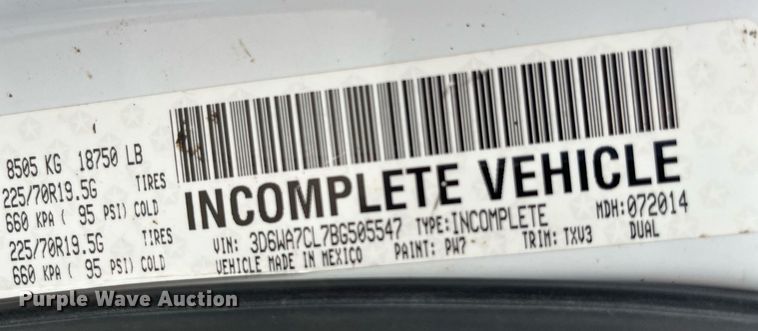 8505 KG 18750 LB
225/70R19.5G TIRES
660 KPA ( 95 PSI) COLD
225/70R19.5G TIRES
660 KPA ( 95 PSI) COLD
INCOMPLETE VEHICLE
VIN: 3D6WA7CL7BG505547 TYPE:INCOMPLETE MDH:072014
VEHICLE MADE IN MEXICO PAINT: PW7 TRIM: TXV3 DUAL
Purple Wave Auction